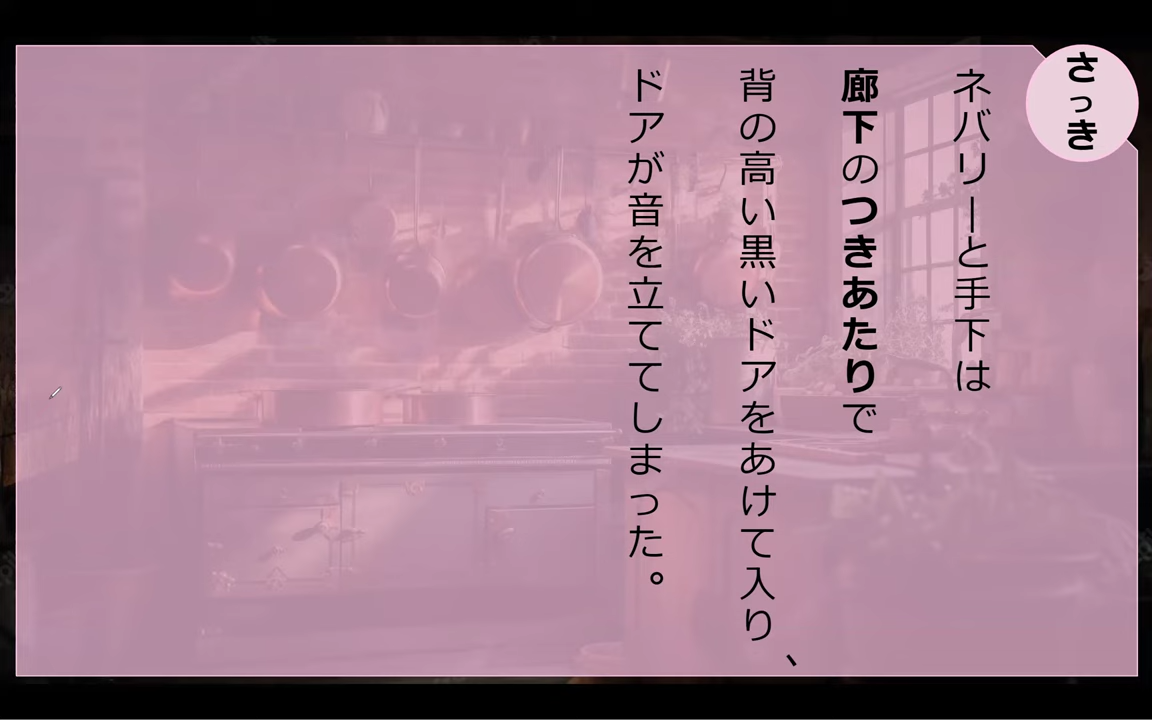 さっき
ネバリーと手下は
廊下のつきあたりで
背の高い黒いドアをあけて入り、
ドアが音を立ててしまった。